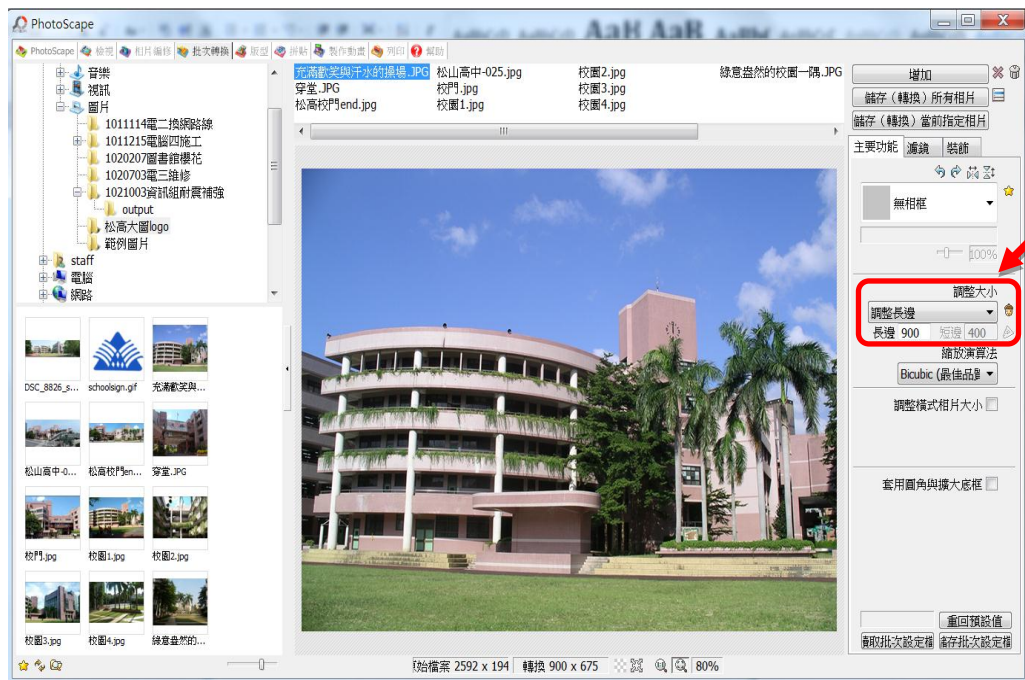 PhotoScape
PhotoScape 檢視 相片編修 批次轉換 版型 拼貼 製作動畫 列印 幫助
音樂
視訊
圖片
1011114電二換網路線
1011215電腦四施工
1020207圖書館櫻花
1020703電三維修
1021003資訊組耐震補強
output
松高大圖logo
範例圖片
staff
電腦
網路
DSC_8826_s... schoolsign.gif 充滿歡笑與...
松山高中-0... 松高校門en... 穿堂.JPG
校門.jpg 校園1.jpg 校園2.jpg
校園3.jpg 校園4.jpg 綠意盎然的...
充滿歡笑與汗水的操場.JPG 松山高中-025.jpg 校園2.jpg 綠意盎然的校園一隅.JPG
穿堂.JPG 校門.jpg 校園3.jpg
松高校門end.jpg 校園1.jpg 校園4.jpg
增加
儲存（轉換）所有相片
儲存（轉換）當前指定相片
主要功能 濾鏡 裝飾
無相框
100%
調整大小
調整長邊
長邊 900 短邊 400
縮放演算法
Bicubic (最佳品質
調整橫式相片大小
套用圓角與擴大底框
重回預設值
讀取批次設定檔 儲存批次設定檔
原始檔案 2592 x 194 轉換 900 x 675 80%